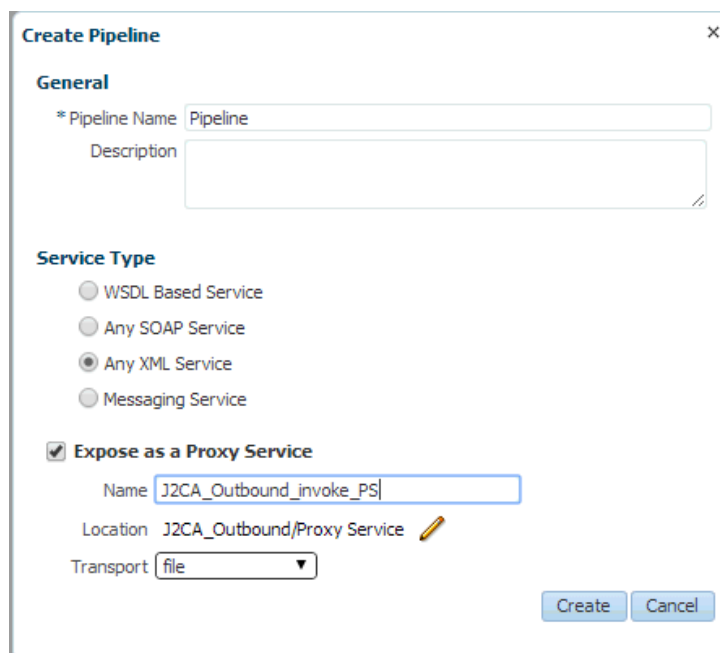 Create Pipeline
General
* Pipeline Name Pipeline
Description
Service Type
WSDL Based Service
Any SOAP Service
Any XML Service
Messaging Service
Expose as a Proxy Service
Name J2CA_Outbound_invoke_PS
Location J2CA_Outbound/Proxy Service
Transport file
Create Cancel